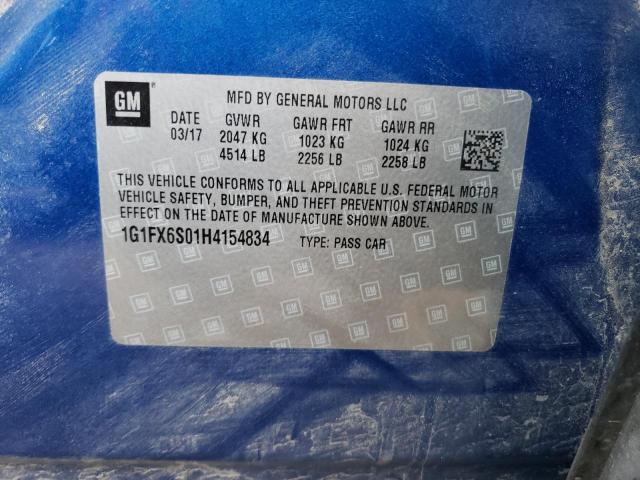 GM
MFD BY GENERAL MOTORS LLC
DATE GVWR GAWR FRT GAWR RR
03/17 2047 KG 1023 KG 1024 KG
4514 LB 2256 LB 2258 LB
THIS VEHICLE CONFORMS TO ALL APPLICABLE U.S. FEDERAL MOTOR
VEHICLE SAFETY, BUMPER, AND THEFT PREVENTION STANDARDS IN
EFFECT ON THE DATE OF MANUFACTURE SHOWN ABOVE.
1G1FX6S01H4154834 TYPE: PASS CAR